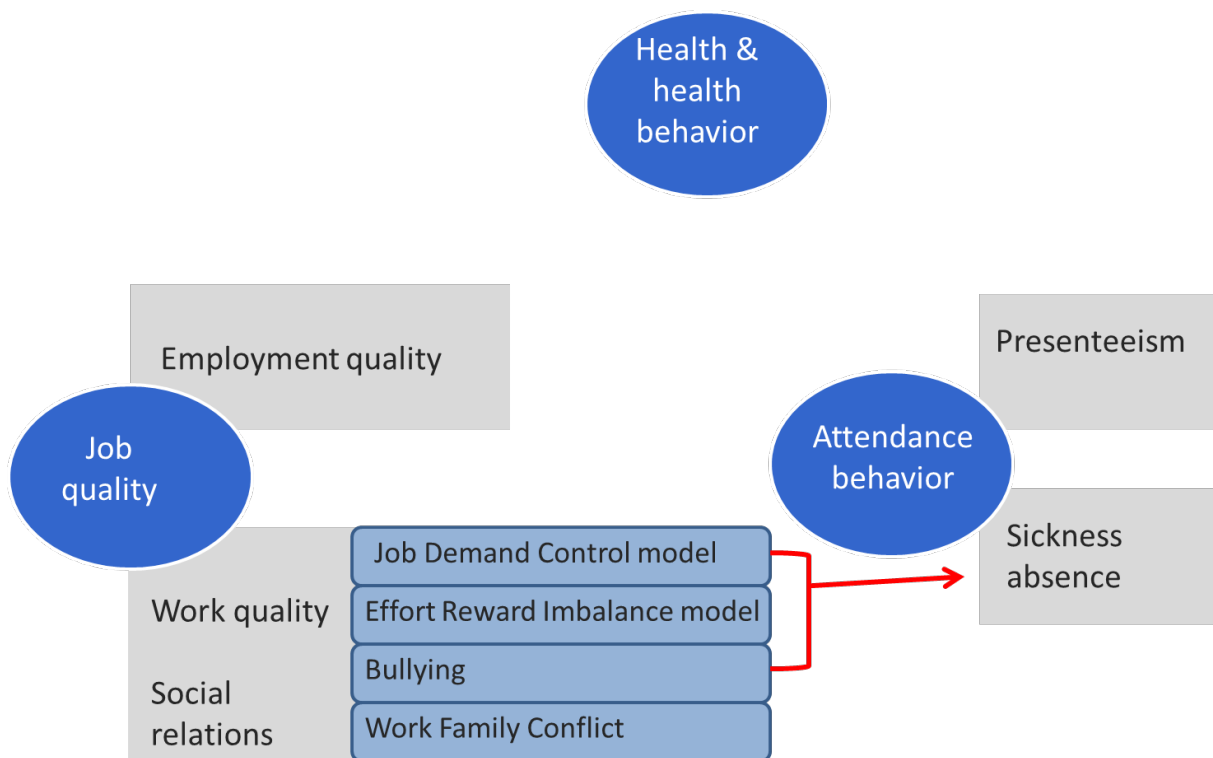 Health &
health
behavior
Employment quality
Presenteeism
Job
quality
Attendance
behavior
Job Demand Control model
Sickness
absence
Work quality
Effort Reward Imbalance model
Bullying
Social
relations
Work Family Conflict